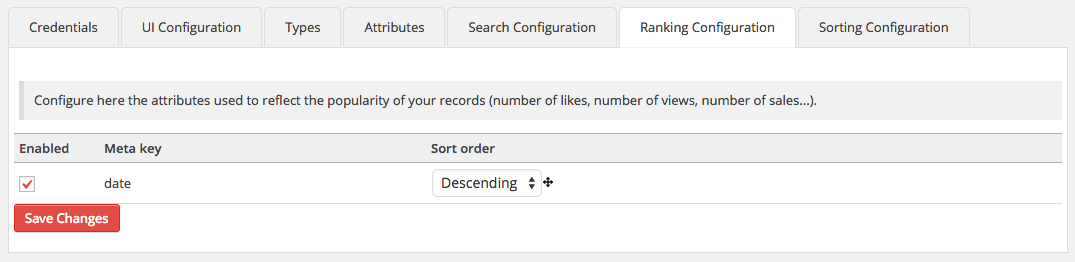 Credentials UI Configuration Types Attributes Search Configuration Ranking Configuration Sorting Configuration
Configure here the attributes used to reflect the popularity of your records (number of likes, number of views, number of sales...).
Enabled Meta key Sort order
date Descending
Save Changes